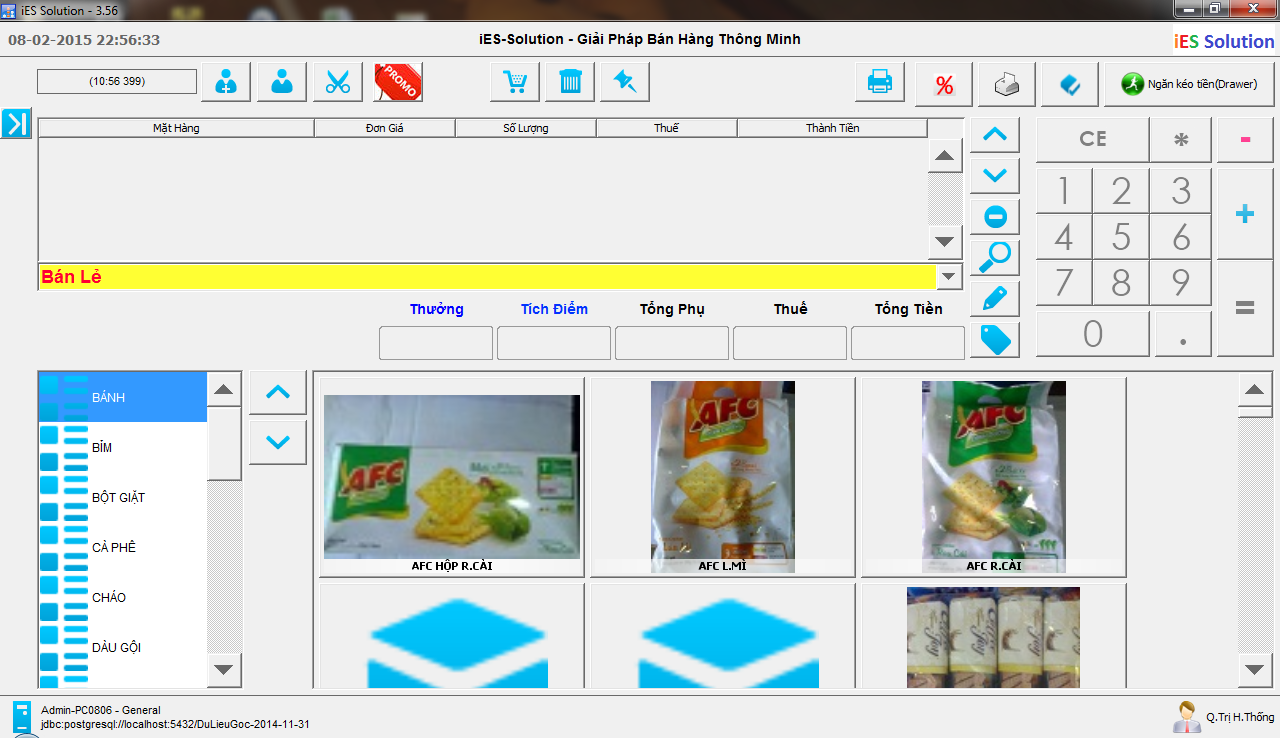 iES Solution - 3.56
08-02-2015 22:56:33
iES-Solution - Giải Pháp Bán Hàng Thông Minh
iES Solution
(10:56 399)
PROMO
%
Ngăn kéo tiền(Drawer)
Mặt Hàng
Đơn Giá
Số Lượng
Thuế
Thành Tiền
CE
*
-
1
2
3
+
4
5
6
7
8
9
=
0
.
Bán Lẻ
Thưởng
Tích Điểm
Tổng Phụ
Thuế
Tổng Tiền
BÁNH
BỈM
BỘT GIẶT
CÀ PHÊ
CHÁO
DẦU GỘI
AFC
AFC HỘP R.CẢI
AFC
AFC L.MÌ
AFC
AFC R.CẢI
Admin-PC0806 - General
jdbc:postgresql://localhost:5432/DuLieuGoc-2014-11-31
Q.Trị H.Thống